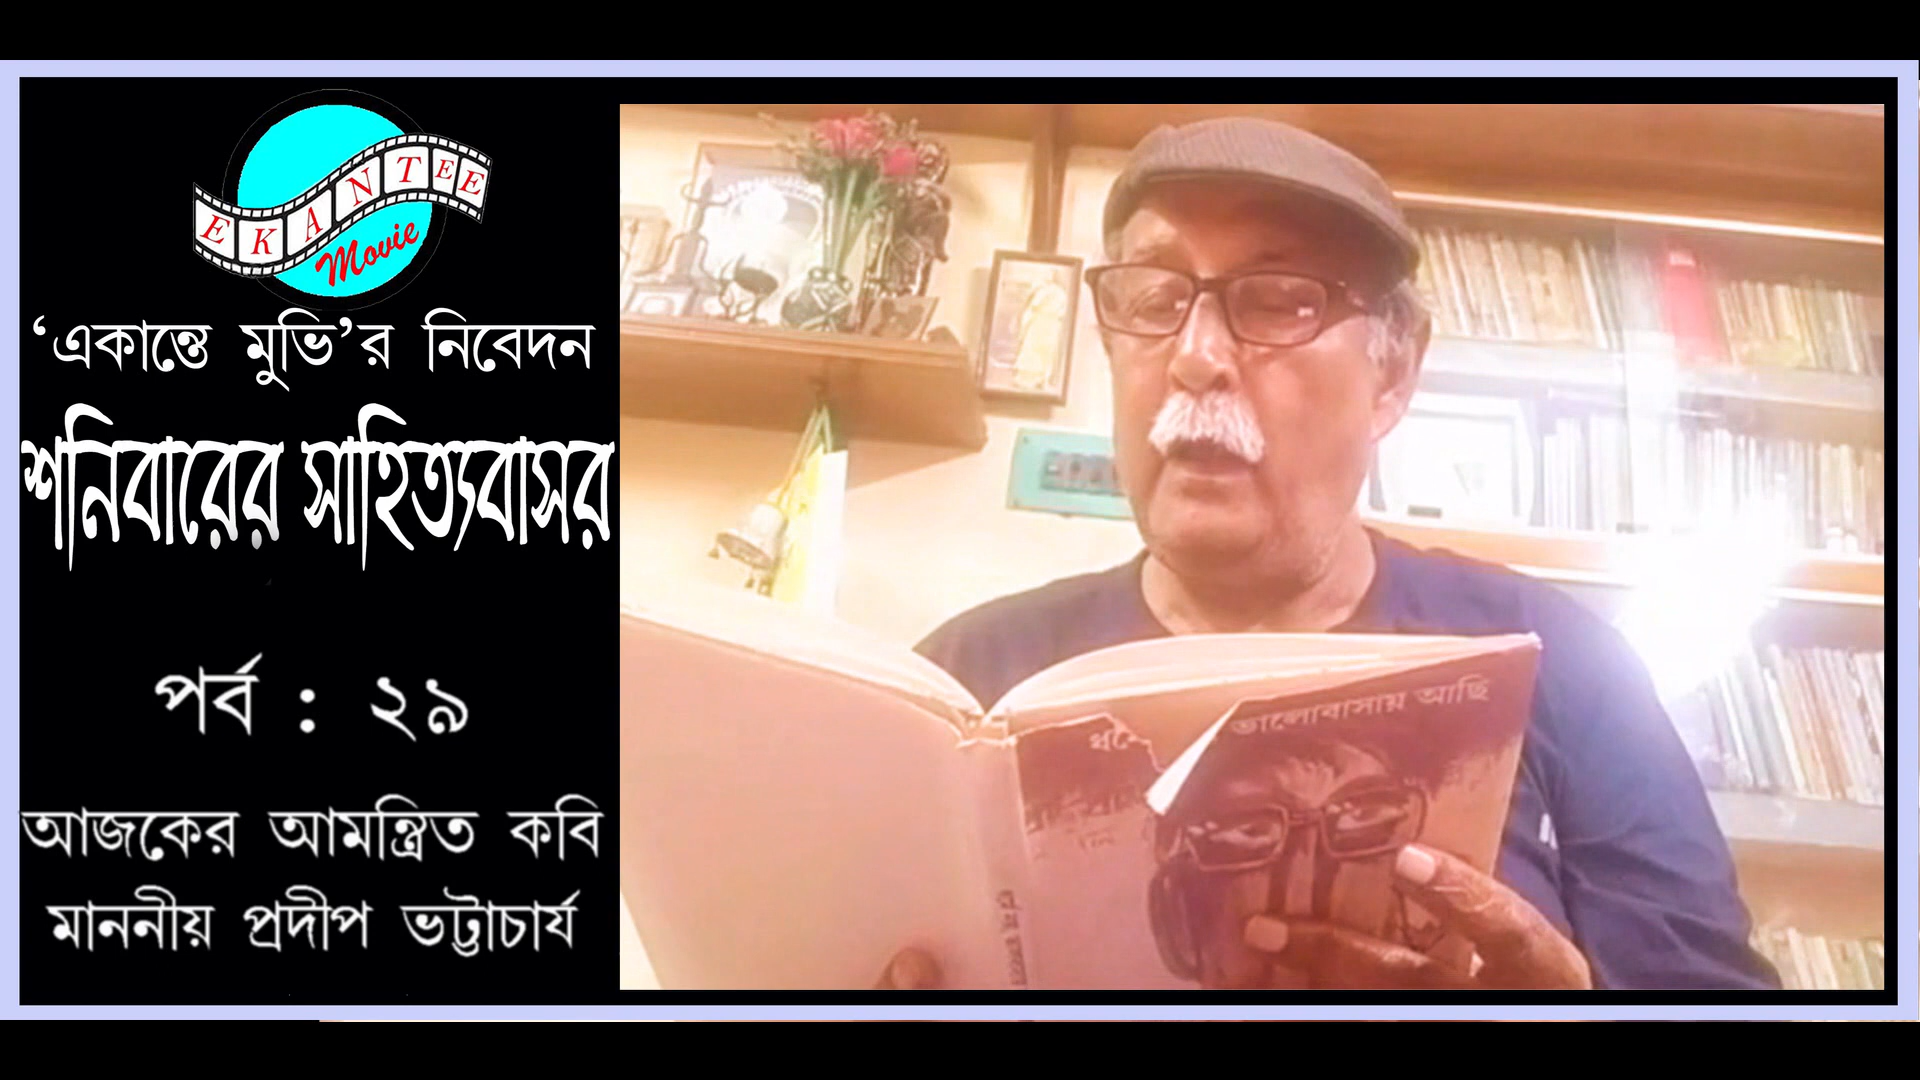 EKANTEE
Movie
‘একান্তে মুভি’র নিবেদন
শনিবারের সাহিত্যবাসর
পর্ব : ২৯
আজকের আমন্ত্রিত কবি
মাননীয় প্রদীপ ভট্টাচার্য
ভালোবাসায় আছি